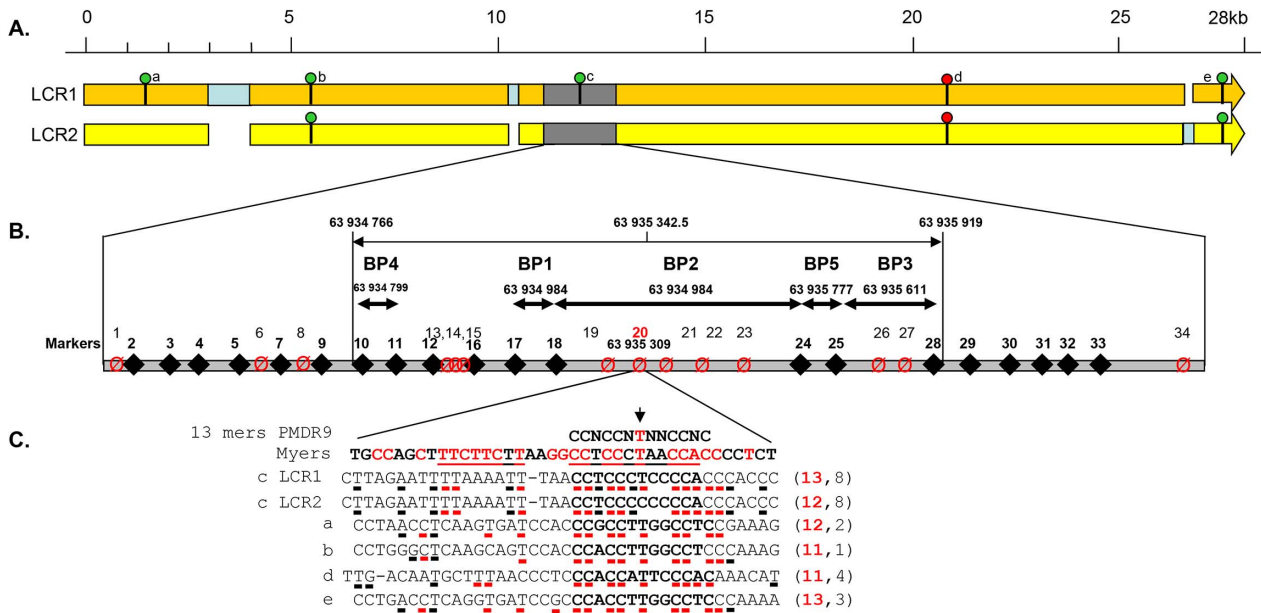 0 5 10 15 20 25 28kb
A.
a b c d e
LCR1
LCR2
63 934 766 63 935 342.5 63 935 919
B.
BP4 BP1 BP2 BP5 BP3
63 934 799 63 934 984 63 934 984 63 935 777 63 935 611
1 6 8 13,14,15 19 20 21 22 23 26 27 34
Markers 2 3 4 5 7 9 10 11 12 16 17 18 63 935 309 24 25 28 29 30 31 32 33
C.
13 mers PMDR9 CCNCCNTNNCCNC
Myers TGCCAGCTTTCTTCTTAAGGCCTCCCTAACCACCCCTCT
c LCR1 CTTAGAATTTTAAAATT-TAACCTCCCTCCCCACCCACCC (13,8)
c LCR2 CTTAGAATTTTAAAATT-TAACCTCCCCCCCCACCCACCC (12,8)
a CCTAACCTCAAGTGATCCACCCGCCTTGGCCTCCGAAAG (12,2)
b CCTGGGCTCAAGCAGTCCACCCACCTTGGCCTCCCAAAG (11,1)
d TTG-ACAATGCTTTAACCCTCCCACCATTCCCACAAACAT (11,4)
e CCTGACCTCAGGTGATCCGCCCACCTTGGCCTCCCAAAA (13,3)